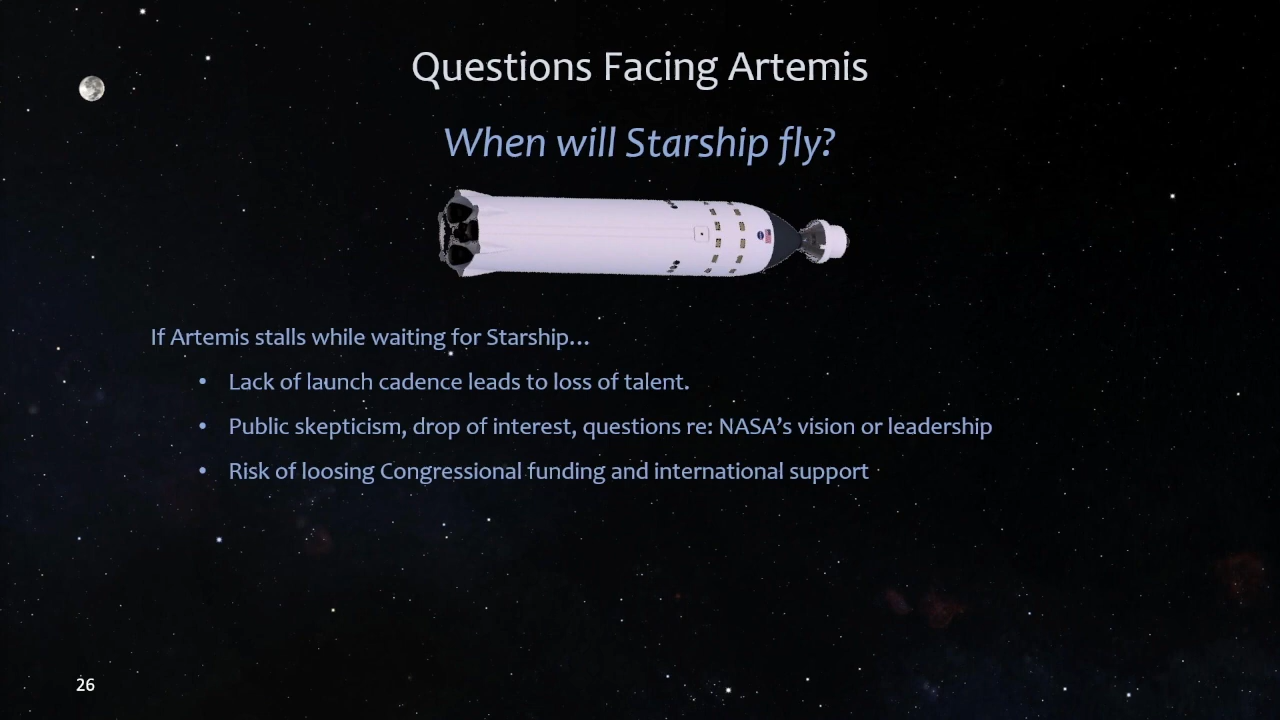 Questions Facing Artemis
When will Starship fly?
If Artemis stalls while waiting for Starship...
• Lack of launch cadence leads to loss of talent.
• Public skepticism, drop of interest, questions re: NASA's vision or leadership
• Risk of loosing Congressional funding and international support
26